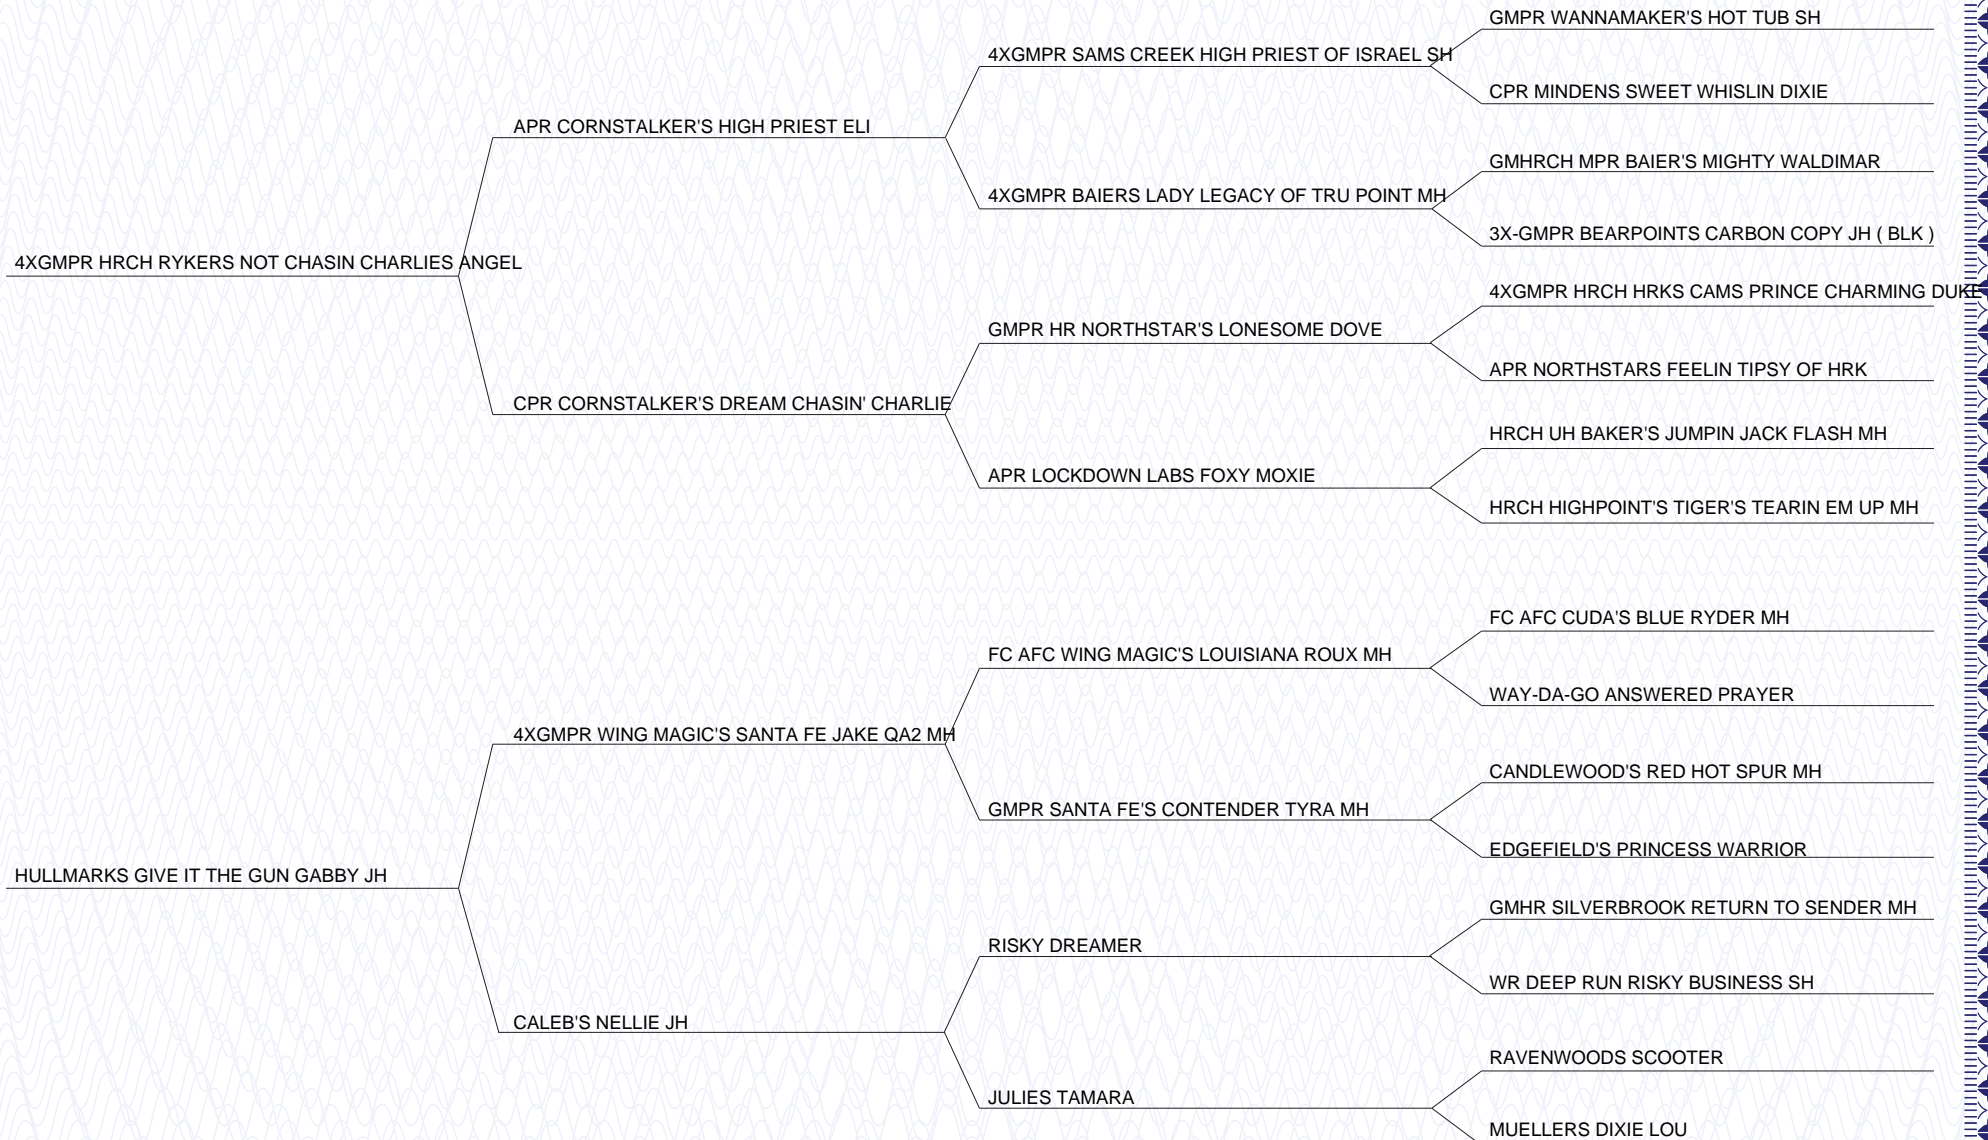 GMPR WANNAMAKER'S HOT TUB SH
4XGMPR SAMS CREEK HIGH PRIEST OF ISRAEL SH
CPR MINDENS SWEET WHISLIN DIXIE
APR CORNSTALKER'S HIGH PRIEST ELI
GMHRCH MPR BAIER'S MIGHTY WALDIMAR
4XGMPR BAIERS LADY LEGACY OF TRU POINT MH
3X-GMPR BEARPOINTS CARBON COPY JH ( BLK )
4XGMPR HRCH RYKERS NOT CHASIN CHARLIES ANGEL
4XGMPR HRCH HRKS CAMS PRINCE CHARMING DUKE
GMPR HR NORTHSTAR'S LONESOME DOVE
APR NORTHSTARS FEELIN TIPSY OF HRK
CPR CORNSTALKER'S DREAM CHASIN' CHARLIE
HRCH UH BAKER'S JUMPIN JACK FLASH MH
APR LOCKDOWN LABS FOXY MOXIE
HRCH HIGHPOINT'S TIGER'S TEARIN EM UP MH
FC AFC CUDA'S BLUE RYDER MH
FC AFC WING MAGIC'S LOUISIANA ROUX MH
WAY-DA-GO ANSWERED PRAYER
4XGMPR WING MAGIC'S SANTA FE JAKE QA2 MH
CANDLEWOOD'S RED HOT SPUR MH
GMPR SANTA FE'S CONTENDER TYRA MH
EDGEFIELD'S PRINCESS WARRIOR
HULLMARKS GIVE IT THE GUN GABBY JH
GMHR SILVERBROOK RETURN TO SENDER MH
RISKY DREAMER
WR DEEP RUN RISKY BUSINESS SH
CALEB'S NELLIE JH
RAVENWOODS SCOOTER
JULIES TAMARA
MUELLERS DIXIE LOU